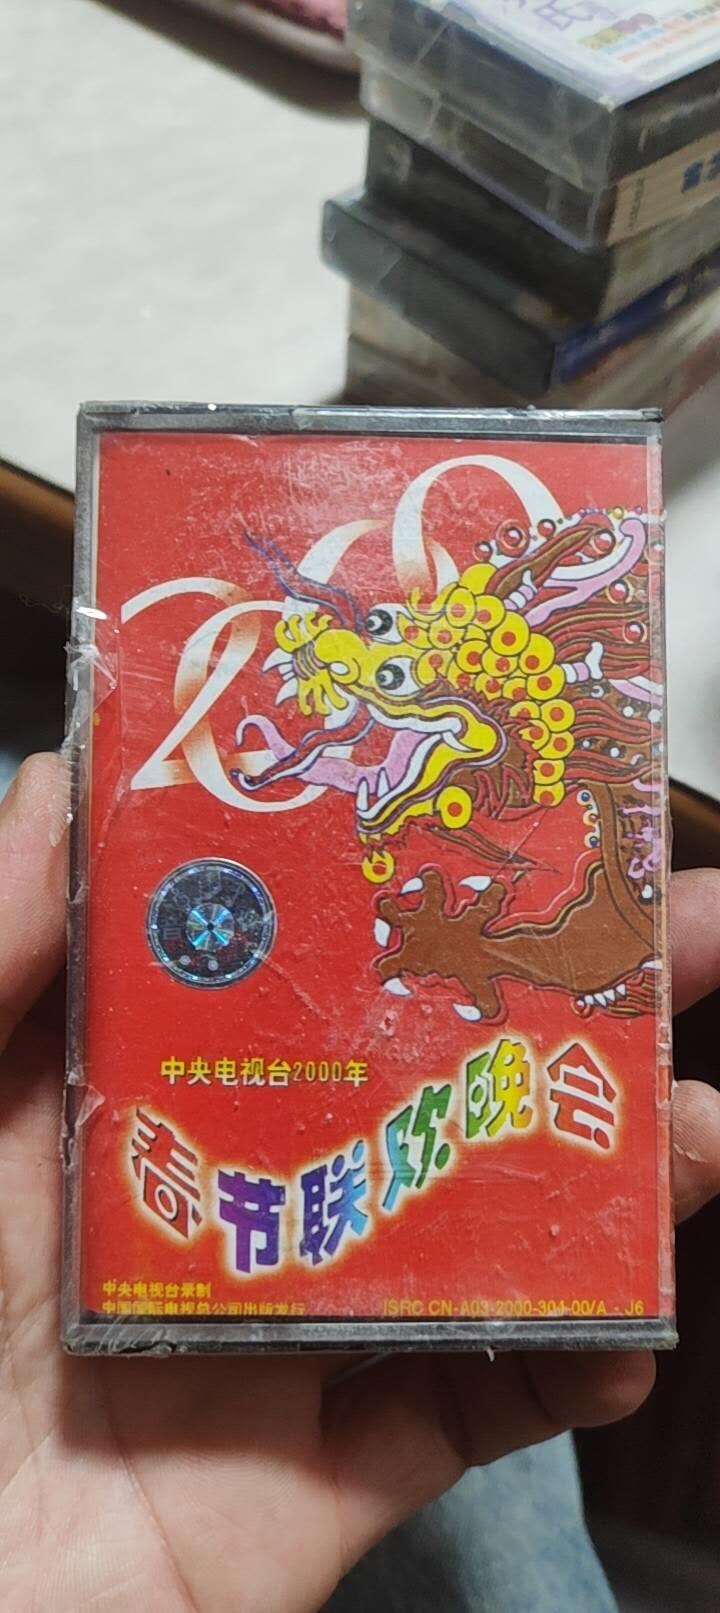 2000
中央电视台2000年
春节联欢晚会
中央电视台录制
中国国际电视总公司出版发行
ISRC CN-A03-2000-304-00/A·J6